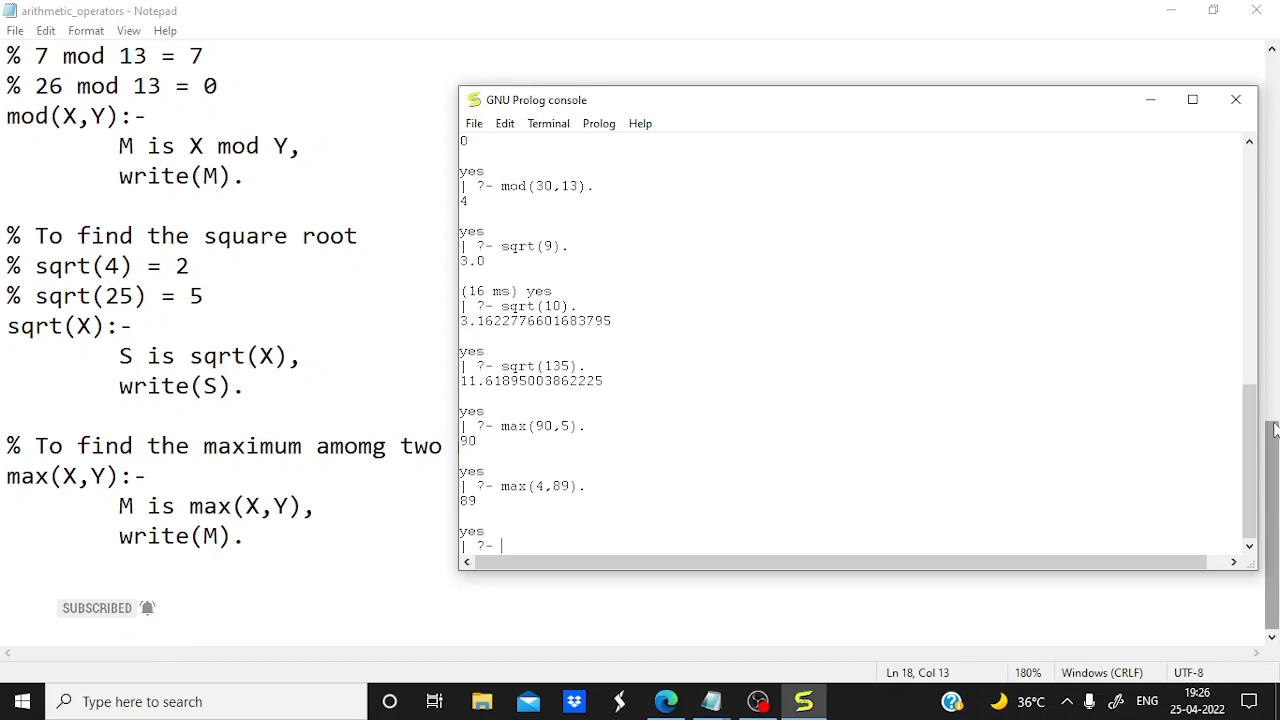 arithmetic_operators - Notepad
File Edit Format View Help
% 7 mod 13 = 7
% 26 mod 13 = 0
mod(X,Y):-
M is X mod Y,
write(M).
% To find the square root
% sqrt(4) = 2
% sqrt(25) = 5
sqrt(X):-
S is sqrt(X),
write(S).
% To find the maximum amomg two
max(X,Y):-
M is max(X,Y),
write(M).
SUBSCRIBED
GNU Prolog console
File Edit Terminal Prolog Help
0
yes
| ?- mod(30,13).
4
yes
| ?- sqrt(9).
3.0
(16 ms) yes
| ?- sqrt(10).
3.1622776601683795
yes
| ?- sqrt(135).
11.61895003862225
yes
| ?- max(90,5).
90
yes
| ?- max(4,89).
89
yes
| ?-
Ln 18, Col 13 180% Windows (CRLF) UTF-8
Type here to search
36°C ENG
19:26
25-04-2022